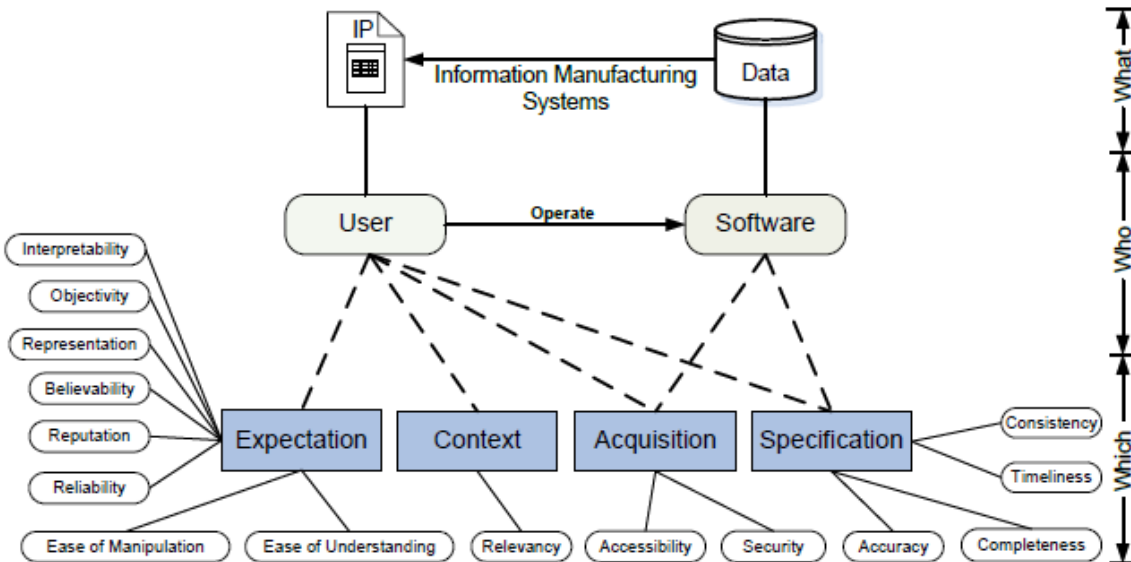 IP
Data
Information Manufacturing
Systems
What
User
Operate
Software
Who
Interpretability
Objectivity
Representation
Believability
Reputation
Reliability
Expectation
Context
Acquisition
Specification
Consistency
Timeliness
Which
Ease of Manipulation
Ease of Understanding
Relevancy
Accessibility
Security
Accuracy
Completeness